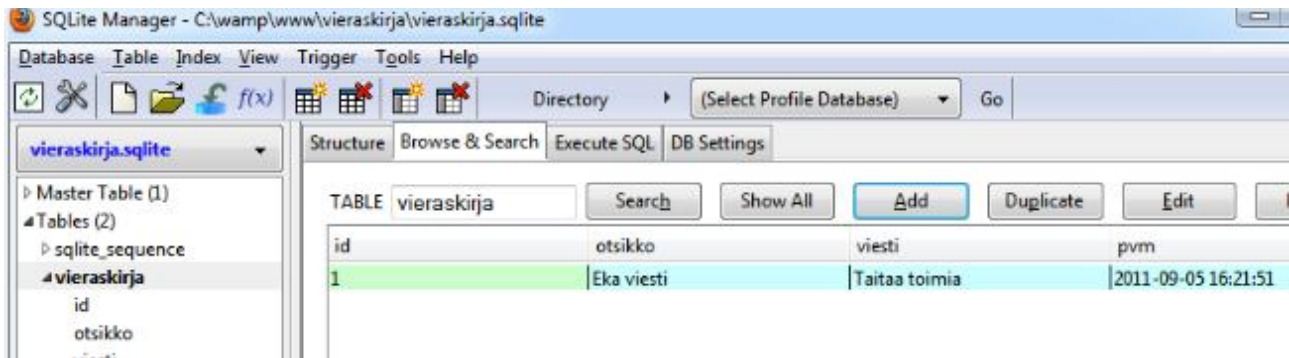 SQLite Manager - C:\wamp\www\vieraskirja\vieraskirja.sqlite
Database Table Index View Trigger Tools Help
f(x) Directory (Select Profile Database) Go
vieraskirja.sqlite
Structure Browse & Search Execute SQL DB Settings
Master Table (1)
Tables (2)
sqlite_sequence
vieraskirja
id
otsikko
TABLE vieraskirja Search Show All Add Duplicate Edit
id otsikko viesti pvm
1 Eka viesti Taitaa toimia 2011-09-05 16:21:51